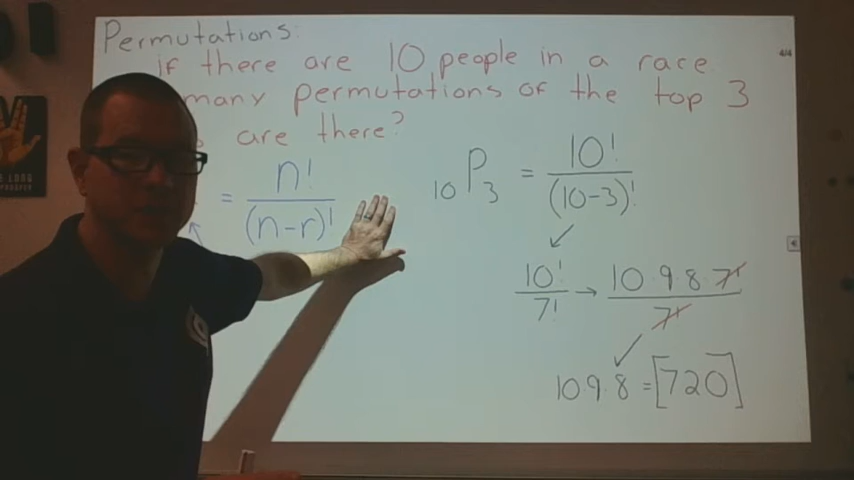 Permutations:
if there are 10 people in a race
many permutations of the top 3
are there?
= n! / (n-r)!
10P3 = 10! / (10-3)!
10! / 7! → 10·9·8·7! / 7!
10·9·8 = [720]